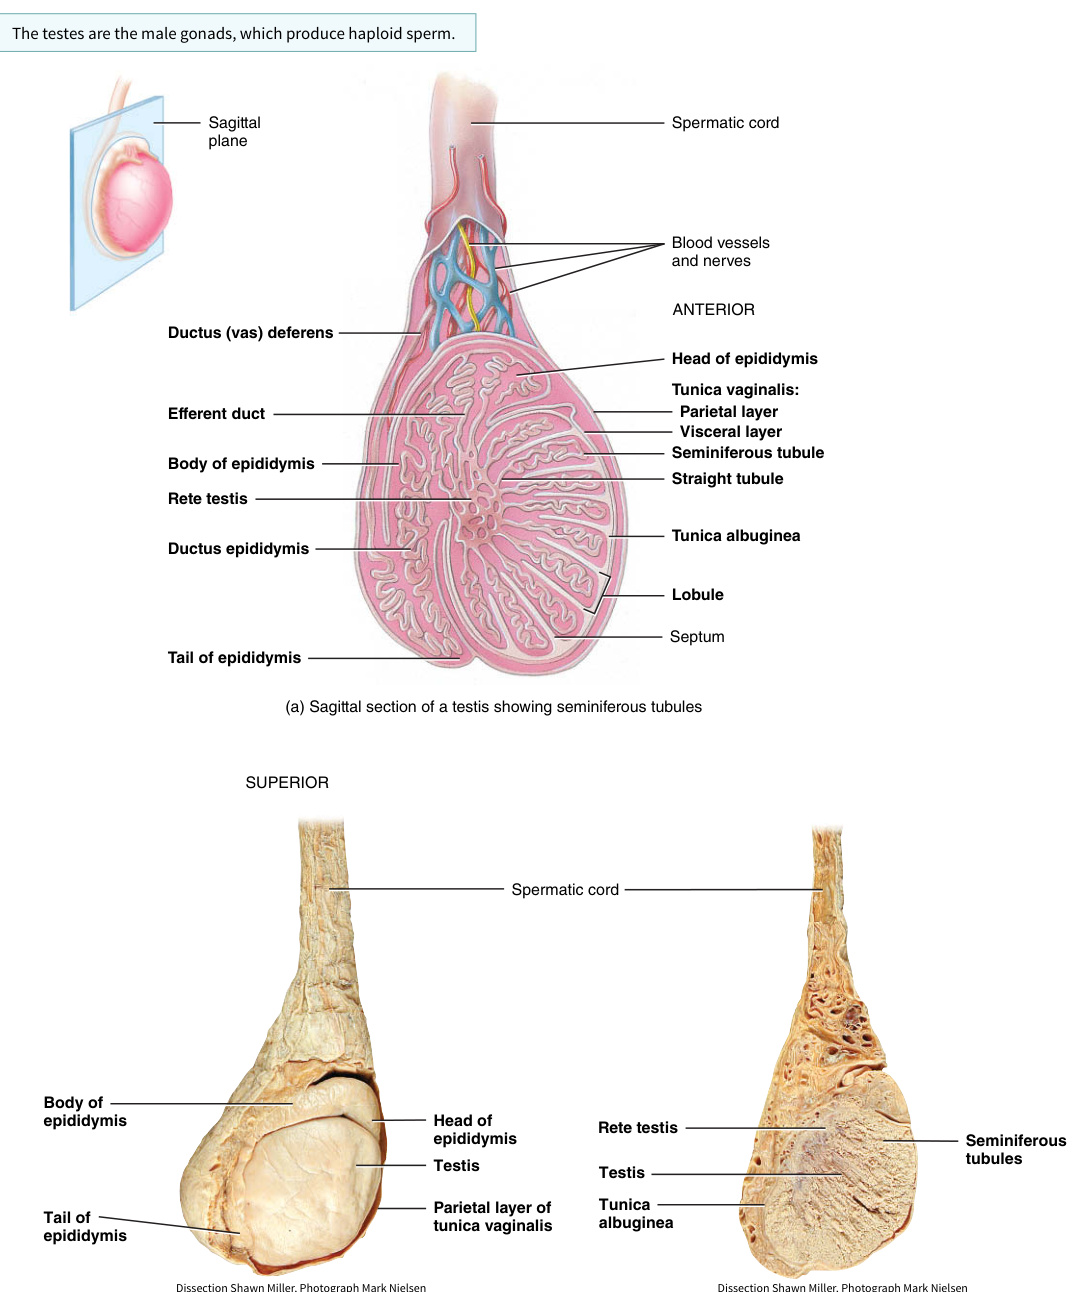 The testes are the male gonads, which produce haploid sperm.
Sagittal
plane
Spermatic cord
Blood vessels
and nerves
ANTERIOR
Ductus (vas) deferens
Head of epididymis
Tunica vaginalis:
Parietal layer
Efferent duct
Visceral layer
Seminiferous tubule
Body of epididymis
Straight tubule
Rete testis
Tunica albuginea
Ductus epididymis
Lobule
Septum
Tail of epididymis
(a) Sagittal section of a testis showing seminiferous tubules
SUPERIOR
Spermatic cord
Body of
epididymis
Head of
epididymis
Testis
Parietal layer of
tunica vaginalis
Tail of
epididymis
Rete testis
Seminiferous
tubules
Testis
Tunica
albuginea
Dissection Shawn Miller, Photograph Mark Nielsen
Dissection Shawn Miller, Photograph Mark Nielsen